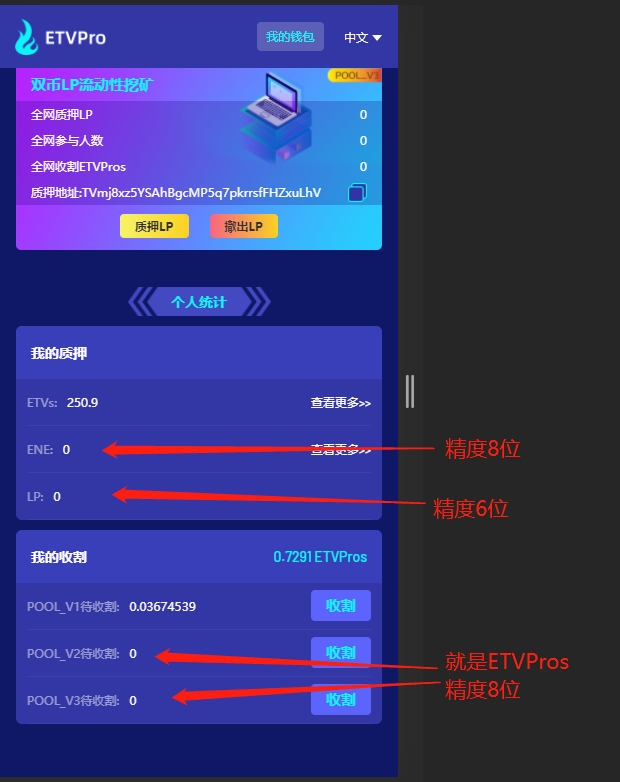 ETVPro
我的钱包
中文
POOL_V3
双币LP流动性挖矿
全网质押LP 0
全网参与人数 0
全网收割ETVPros 0
质押地址:TVmj8xz5YSAhBgcMP5q7pkrrsfFHZxuLhV
质押LP 撤出LP
个人统计
我的质押
ETVs: 250.9 查看更多>>
ENE: 0 查看更多>>
精度8位
LP: 0
精度6位
我的收割 0.7291 ETVPros
POOL_V1待收割: 0.03674539 收割
POOL_V2待收割: 0 收割
就是ETVPros
精度8位
POOL_V3待收割: 0 收割